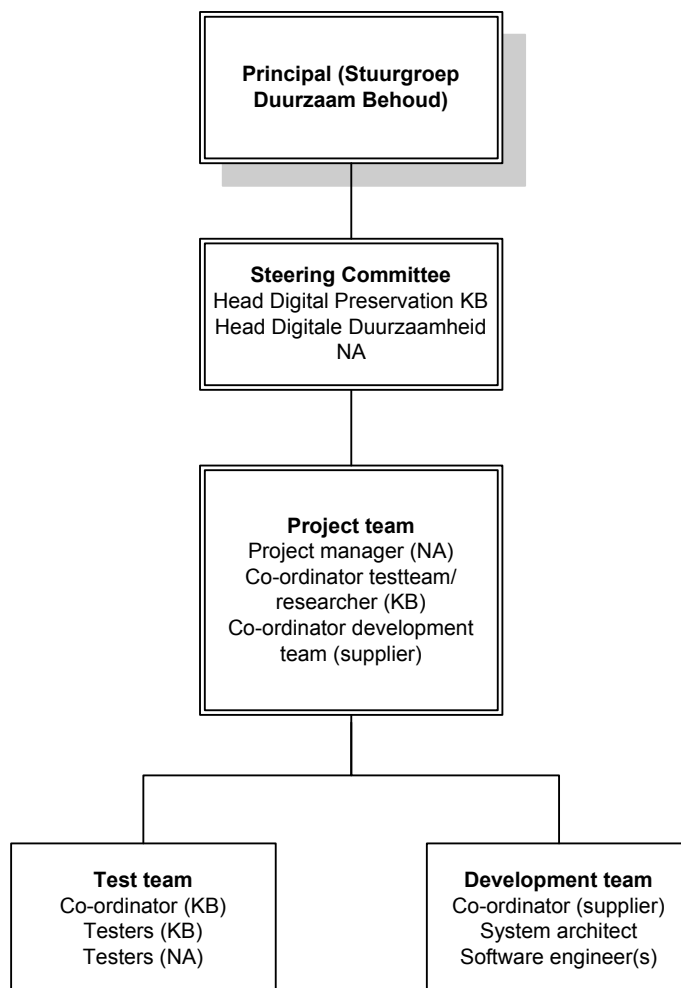 Principal (Stuurgroep
Duurzaam Behoud)
Steering Committee
Head Digital Preservation KB
Head Digitale Duurzaamheid
NA
Project team
Project manager (NA)
Co-ordinator testteam/
researcher (KB)
Co-ordinator development
team (supplier)
Test team
Co-ordinator (KB)
Testers (KB)
Testers (NA)
Development team
Co-ordinator (supplier)
System architect
Software engineer(s)